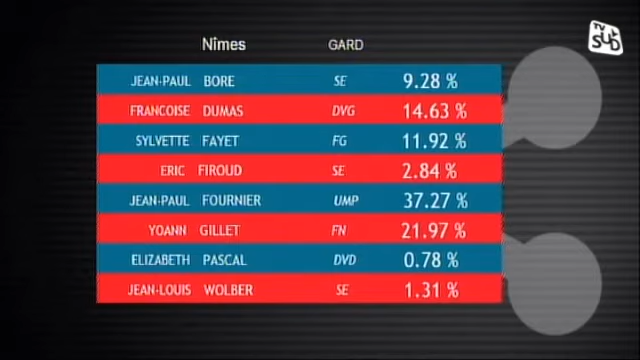 TV SUD
Nîmes GARD
JEAN-PAUL BORE SE 9.28 %
FRANCOISE DUMAS DVG 14.63 %
SYLVETTE FAYET FG 11.92 %
ERIC FIROUD SE 2.84 %
JEAN-PAUL FOURNIER UMP 37.27 %
YOANN GILLET FN 21.97 %
ELIZABETH PASCAL DVD 0.78 %
JEAN-LOUIS WOLBER SE 1.31 %